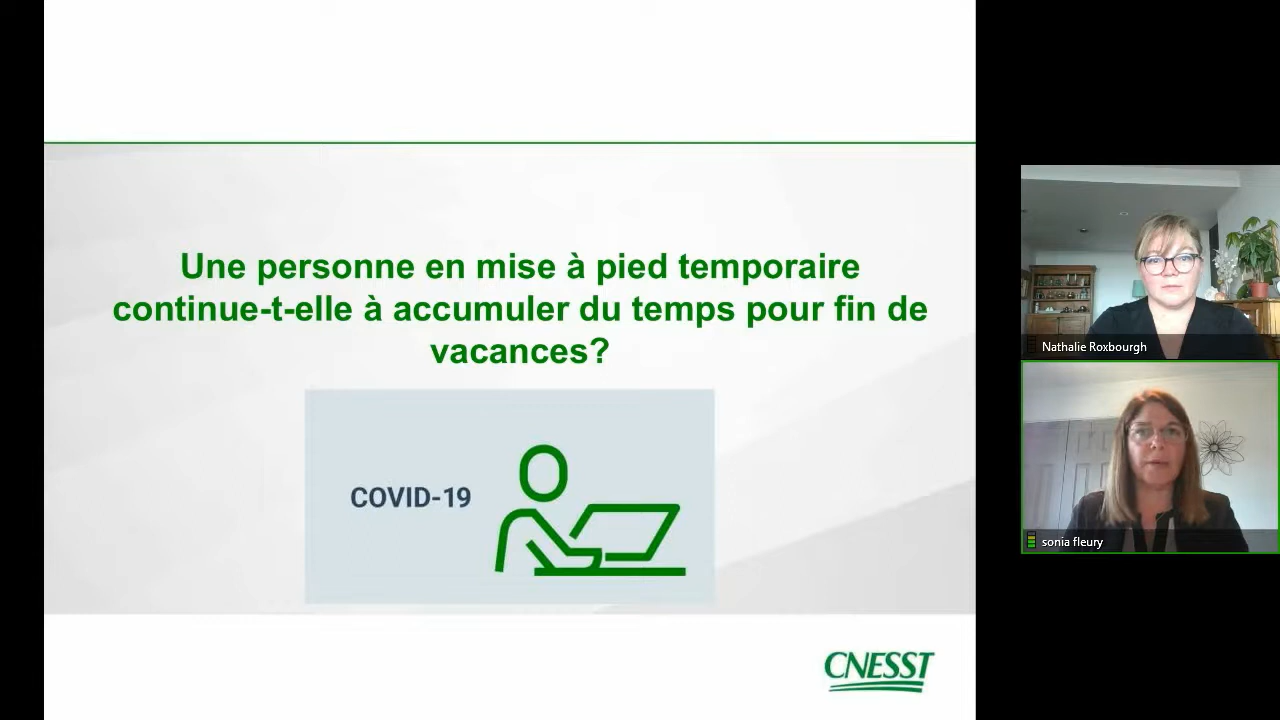 Une personne en mise à pied temporaire
continue-t-elle à accumuler du temps pour fin de
vacances?
COVID-19
CNESST
Nathalie Roxbourgh
sonia fleury